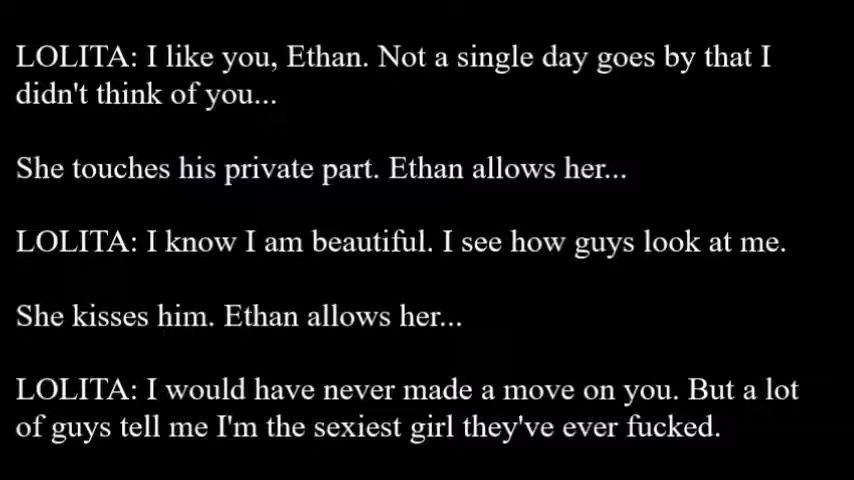 LOLITA: I like you, Ethan. Not a single day goes by that I
didn't think of you...
She touches his private part. Ethan allows her...
LOLITA: I know I am beautiful. I see how guys look at me.
She kisses him. Ethan allows her...
LOLITA: I would have never made a move on you. But a lot
of guys tell me I'm the sexiest girl they've ever fucked.